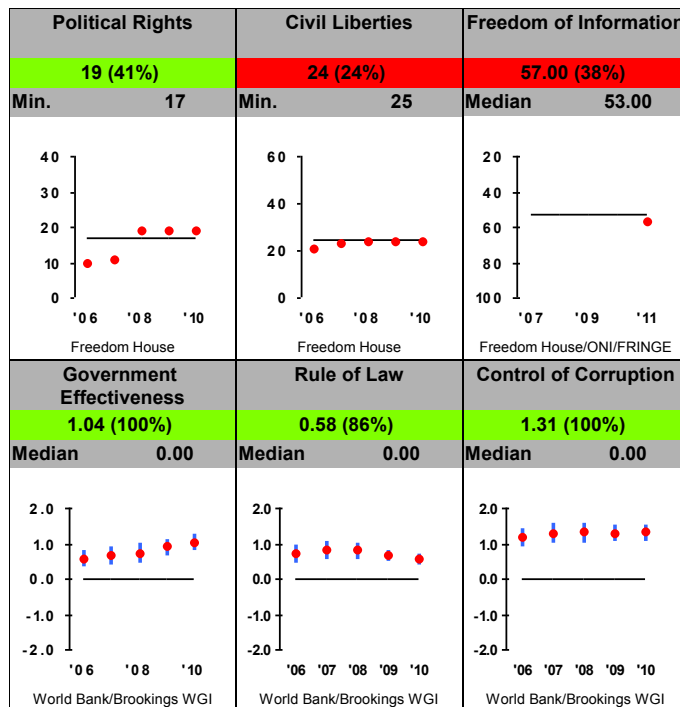 Political Rights
19 (41%)
Min. 17
40
30
20
10
0
'06 '08 '10
Freedom House
Civil Liberties
24 (24%)
Min. 25
60
40
20
0
'06 '08 '10
Freedom House
Freedom of Information
57.00 (38%)
Median 53.00
20
40
60
80
100
'07 '09 '11
Freedom House/ONI/FRINGE
Government
Effectiveness
1.04 (100%)
Median 0.00
2.0
1.0
0.0
-1.0
-2.0
'06 '08 '10
World Bank/Brookings WGI
Rule of Law
0.58 (86%)
Median 0.00
2.0
1.0
0.0
-1.0
-2.0
'06 '07 '08 '09 '10
World Bank/Brookings WGI
Control of Corruption
1.31 (100%)
Median 0.00
2.0
1.0
0.0
-1.0
-2.0
'06 '07 '08 '09 '10
World Bank/Brookings WGI